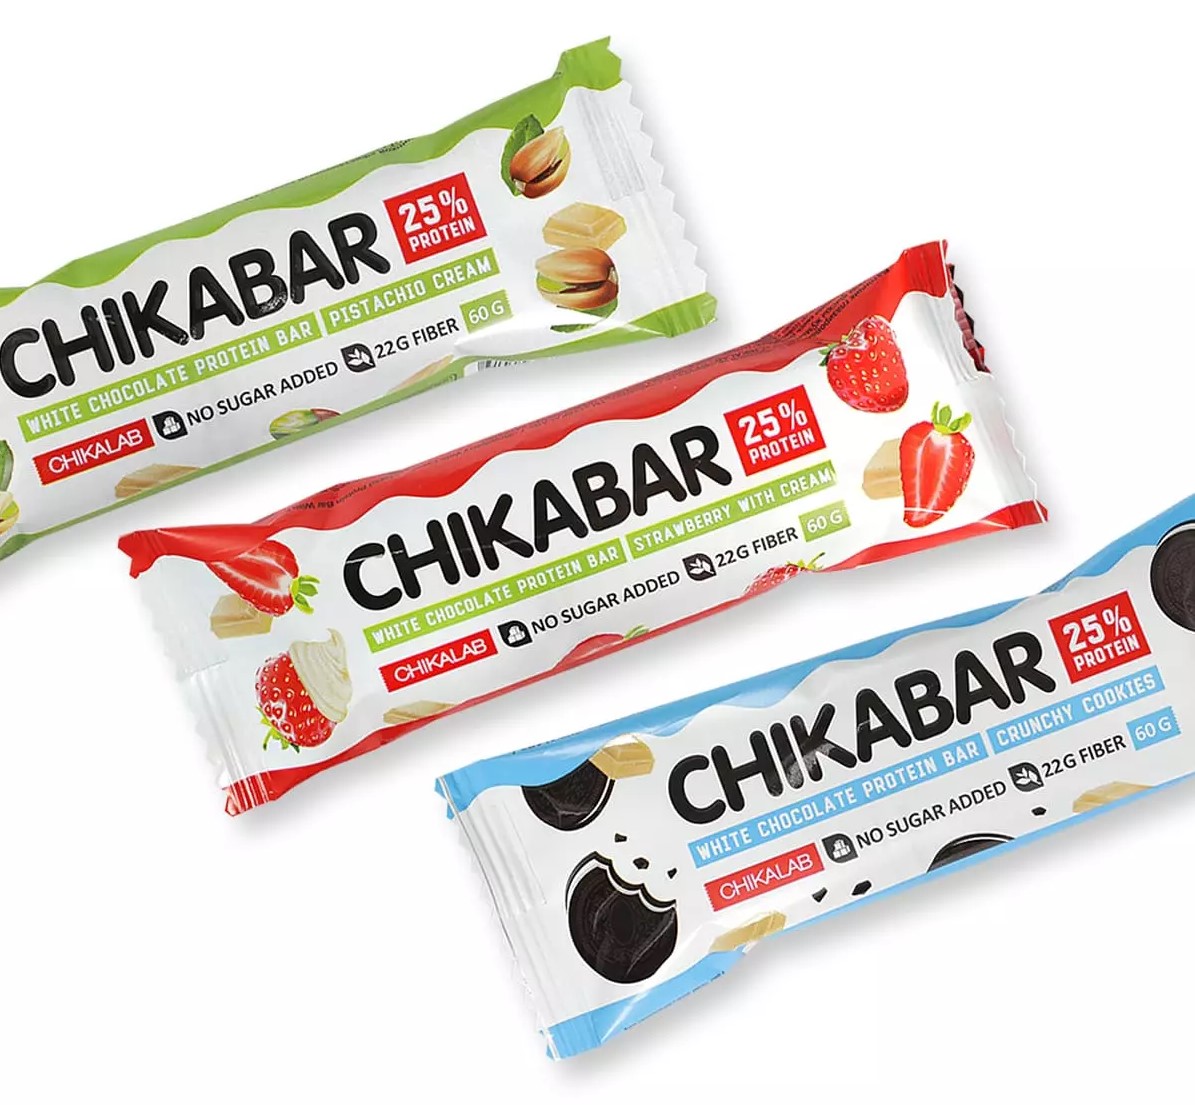 CHIKABAR
25%
PROTEIN
WHITE CHOCOLATE PROTEIN BAR | PISTACHIO CREAM
CHIKALAB NO SUGAR ADDED 22G FIBER 60 G
CHIKABAR
25%
PROTEIN
WHITE CHOCOLATE PROTEIN BAR | STRAWBERRY WITH CREAM
CHIKALAB NO SUGAR ADDED 22G FIBER 60 G
CHIKABAR
25%
PROTEIN
WHITE CHOCOLATE PROTEIN BAR | CRUNCHY COOKIES
CHIKALAB NO SUGAR ADDED 22G FIBER 60 G